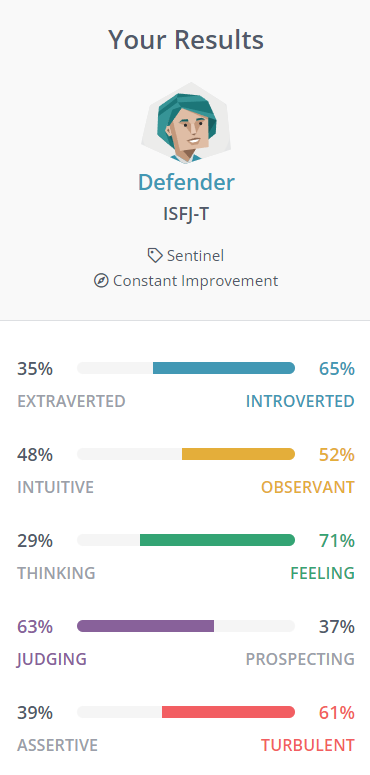 Your Results
Defender
ISFJ-T
Sentinel
Constant Improvement
35% 65%
EXTRAVERTED INTROVERTED
48% 52%
INTUITIVE OBSERVANT
29% 71%
THINKING FEELING
63% 37%
JUDGING PROSPECTING
39% 61%
ASSERTIVE TURBULENT